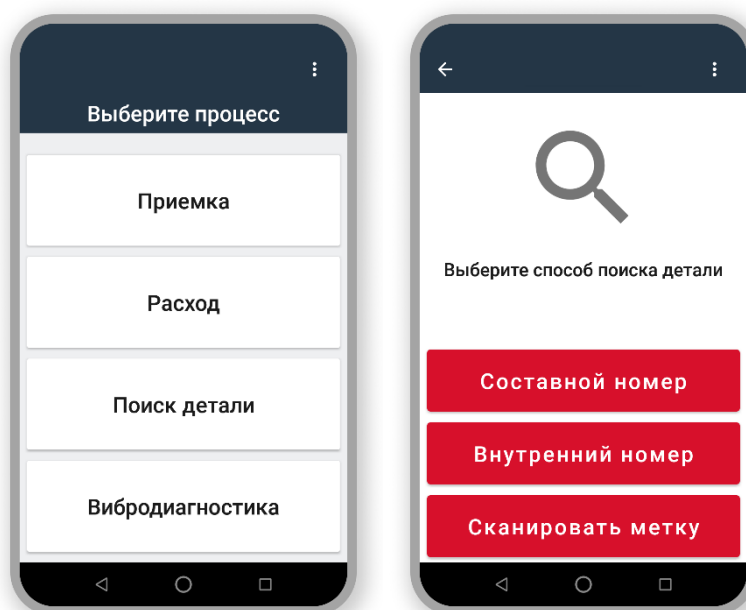 Выберите процесс
Приемка
Расход
Поиск детали
Вибродиагностика
Выберите способ поиска детали
Составной номер
Внутренний номер
Сканировать метку